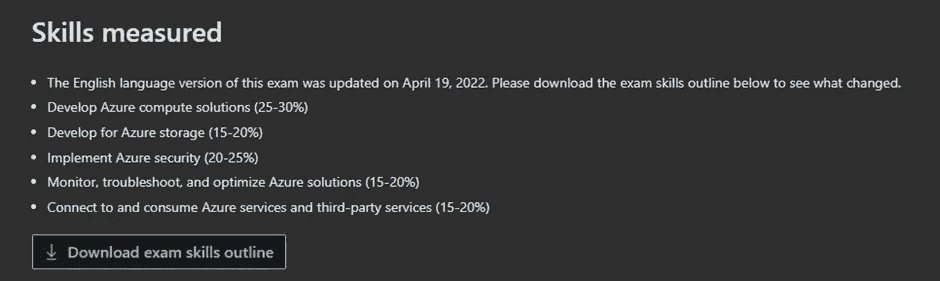 Skills measured
• The English language version of this exam was updated on April 19, 2022. Please download the exam skills outline below to see what changed.
• Develop Azure compute solutions (25-30%)
• Develop for Azure storage (15-20%)
• Implement Azure security (20-25%)
• Monitor, troubleshoot, and optimize Azure solutions (15-20%)
• Connect to and consume Azure services and third-party services (15-20%)
Download exam skills outline